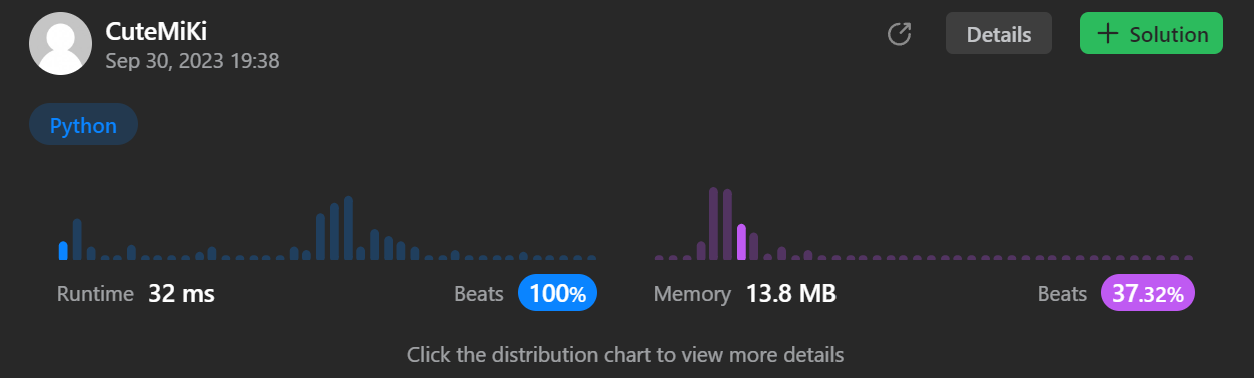 CuteMiKi
Sep 30, 2023 19:38
Details
+ Solution
Python
Runtime 32 ms Beats 100% Memory 13.8 MB Beats 37.32%
Click the distribution chart to view more details